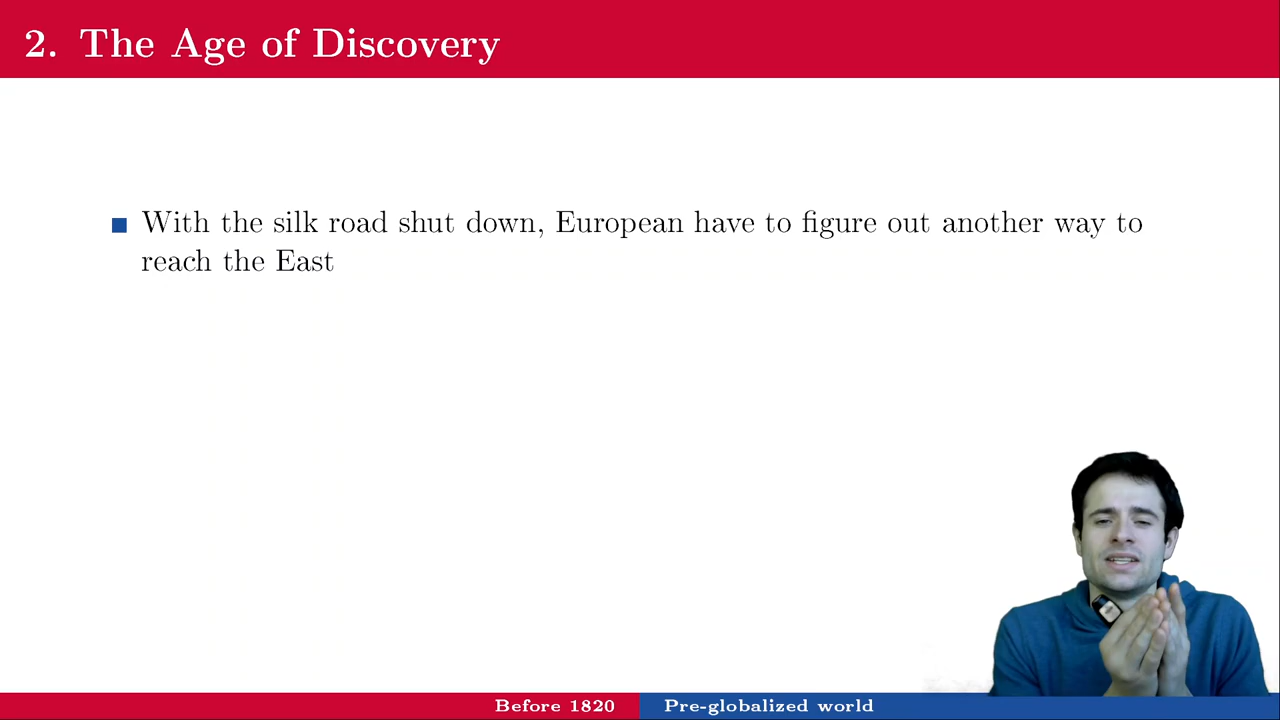 2. The Age of Discovery
With the silk road shut down, European have to figure out another way to
reach the East
Before 1820
Pre-globalized world